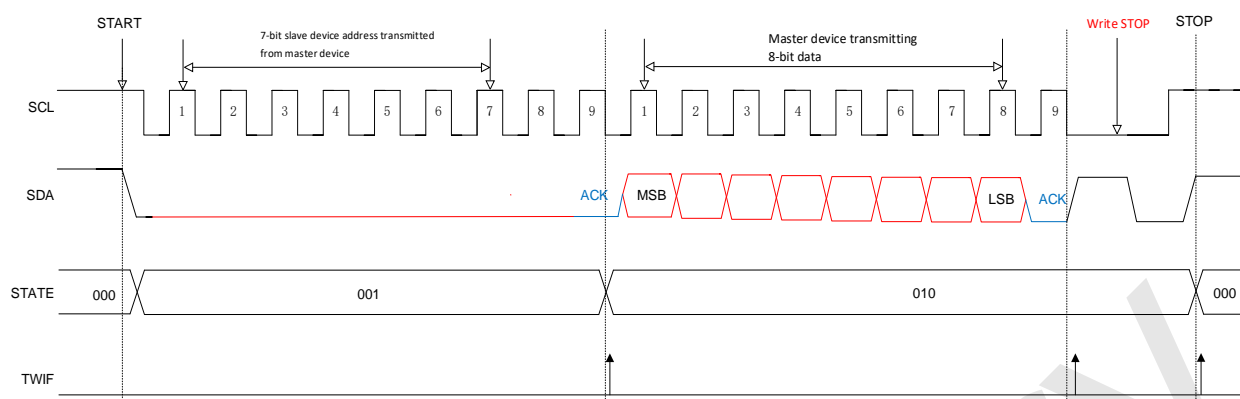 START
7-bit slave device address transmitted
from master device
Master device transmitting
8-bit data
Write STOP
STOP
SCL
1 2 3 4 5 6 7 8 9 1 2 3 4 5 6 7 8 9
SDA
ACK MSB LSB ACK
STATE
000 001 010 000
TWIF